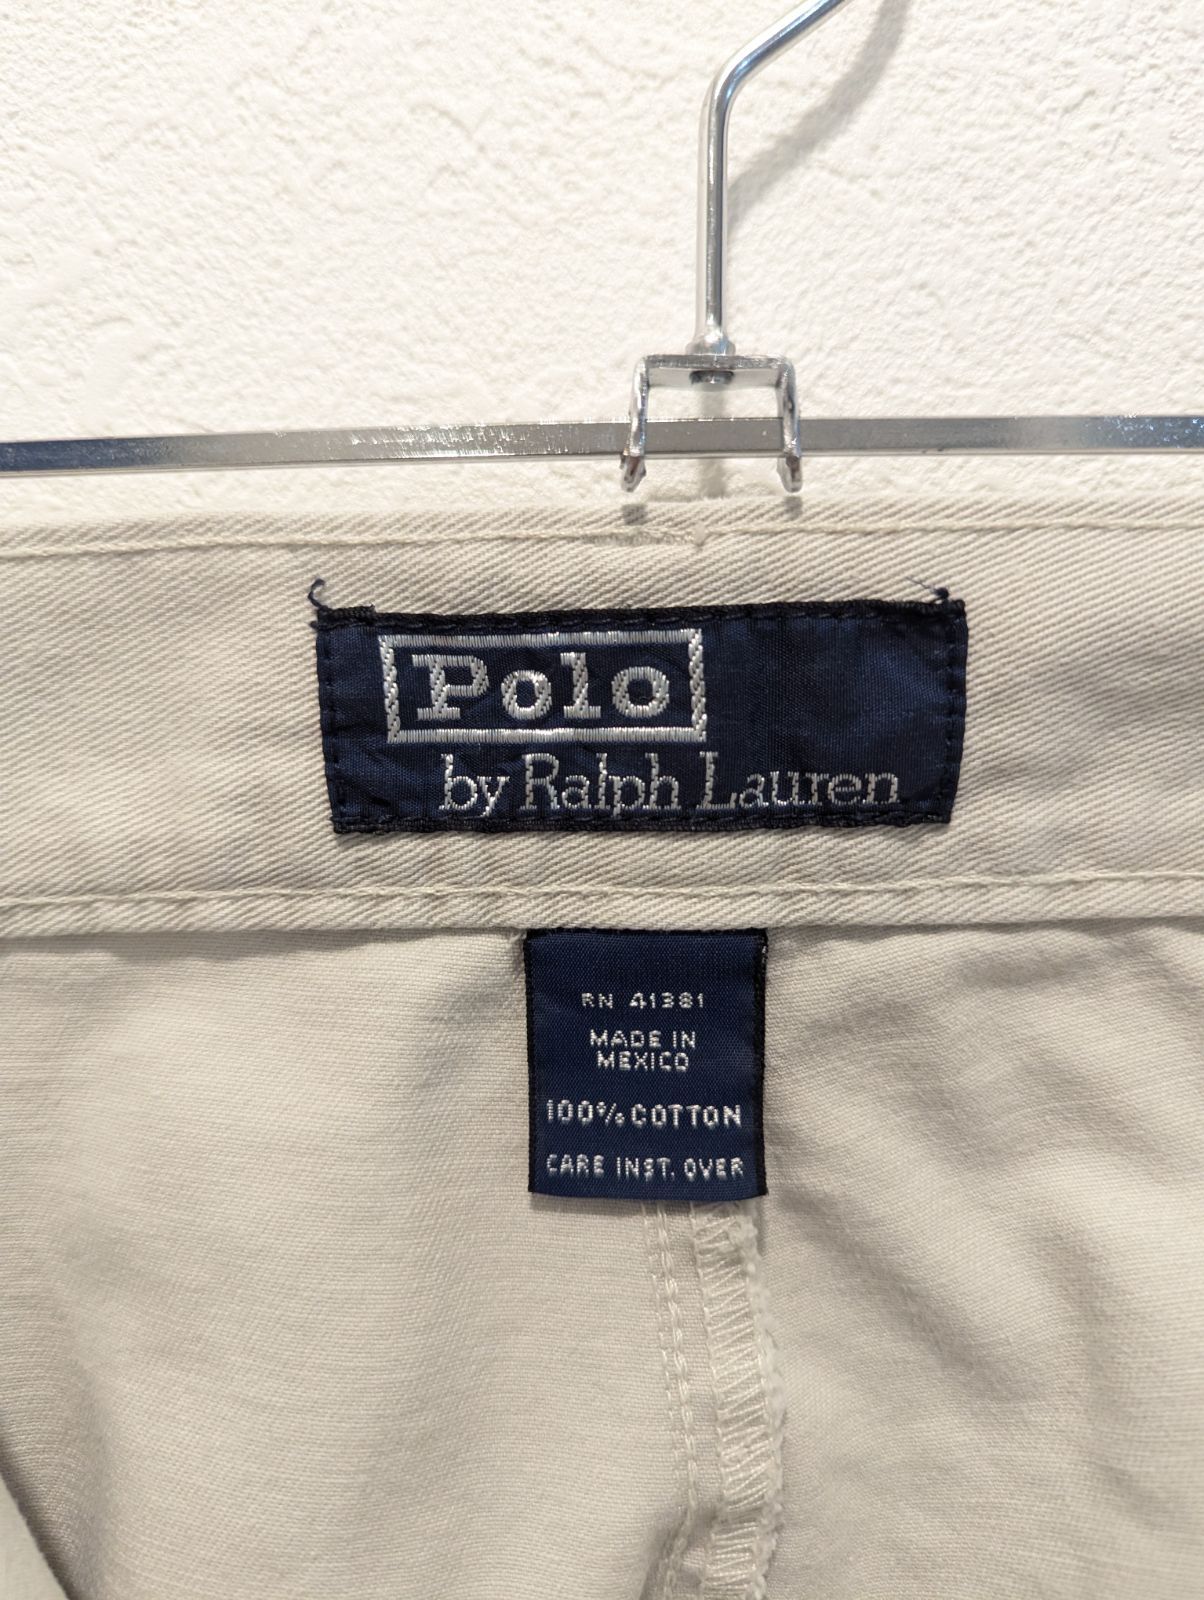 Polo
by Ralph Lauren
RN 41381
MADE IN
MEXICO
100% COTTON
CARE INST. OVER